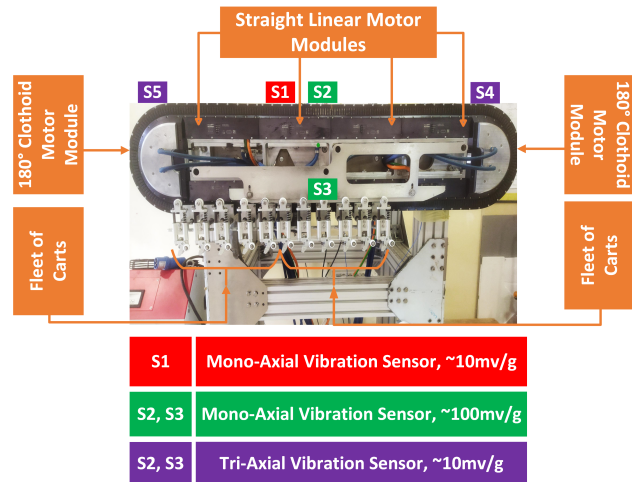 Straight Linear Motor
Modules
S5
S1
S2
S4
180° Clothoid
Motor Module
180° Clothoid
Motor
Module
S3
Fleet of
Carts
Fleet of
Carts
S1
Mono-Axial Vibration Sensor, ~10mv/g
S2, S3
Mono-Axial Vibration Sensor, ~100mv/g
S2, S3
Tri-Axial Vibration Sensor, ~10mv/g